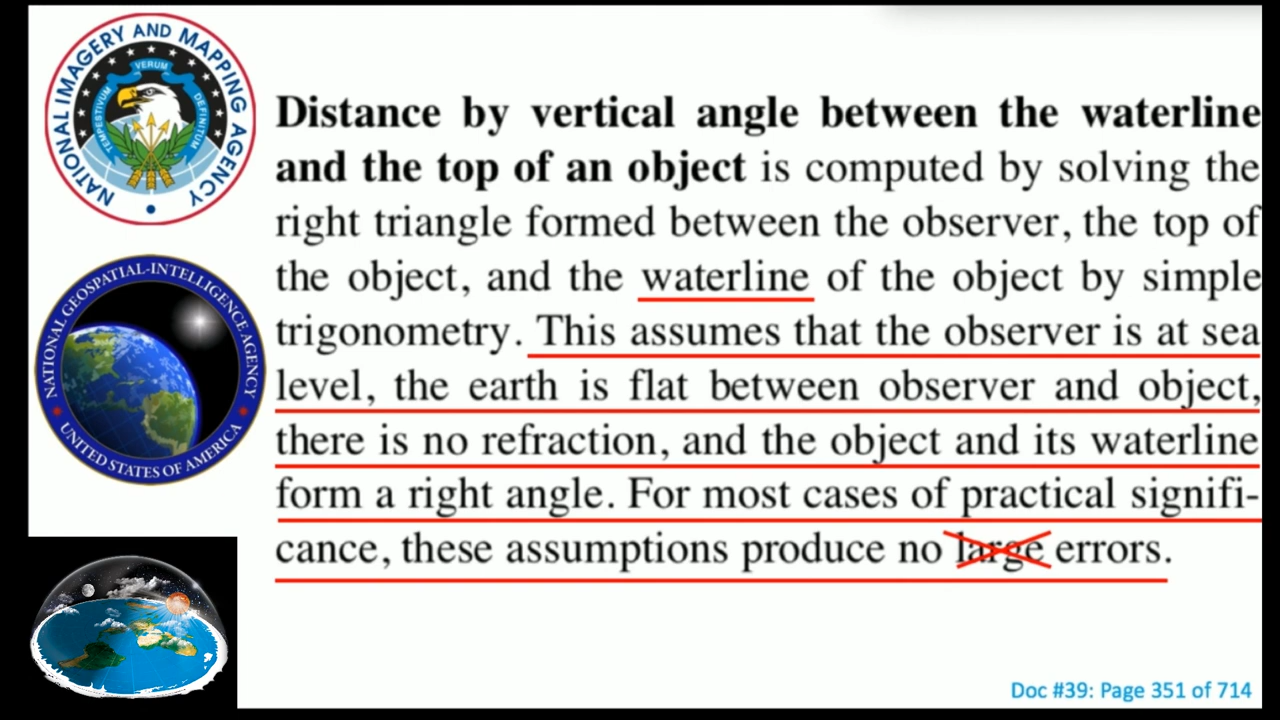 NATIONAL IMAGERY AND MAPPING AGENCY
TEMPESTIVUM VERUM DEFINITUM
NATIONAL GEOSPATIAL-INTELLIGENCE AGENCY
UNITED STATES OF AMERICA
Distance by vertical angle between the waterline
and the top of an object is computed by solving the
right triangle formed between the observer, the top of
the object, and the waterline of the object by simple
trigonometry. This assumes that the observer is at sea
level, the earth is flat between observer and object,
there is no refraction, and the object and its waterline
form a right angle. For most cases of practical signifi-
cance, these assumptions produce no large errors.
Doc #39: Page 351 of 714